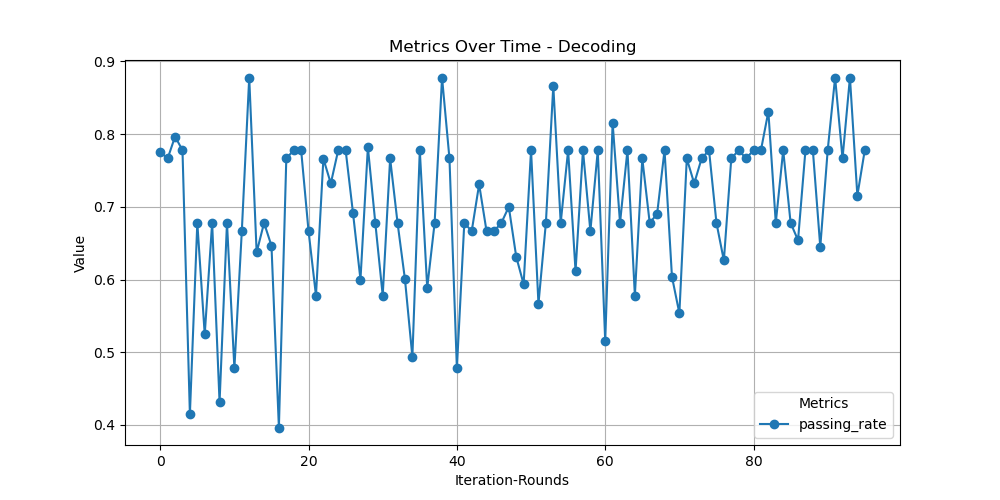 Metrics Over Time - Decoding
0.9
0.8
0.7
0.6
0.5
0.4
Value
0 20 40 60 80
Iteration-Rounds
Metrics
passing_rate